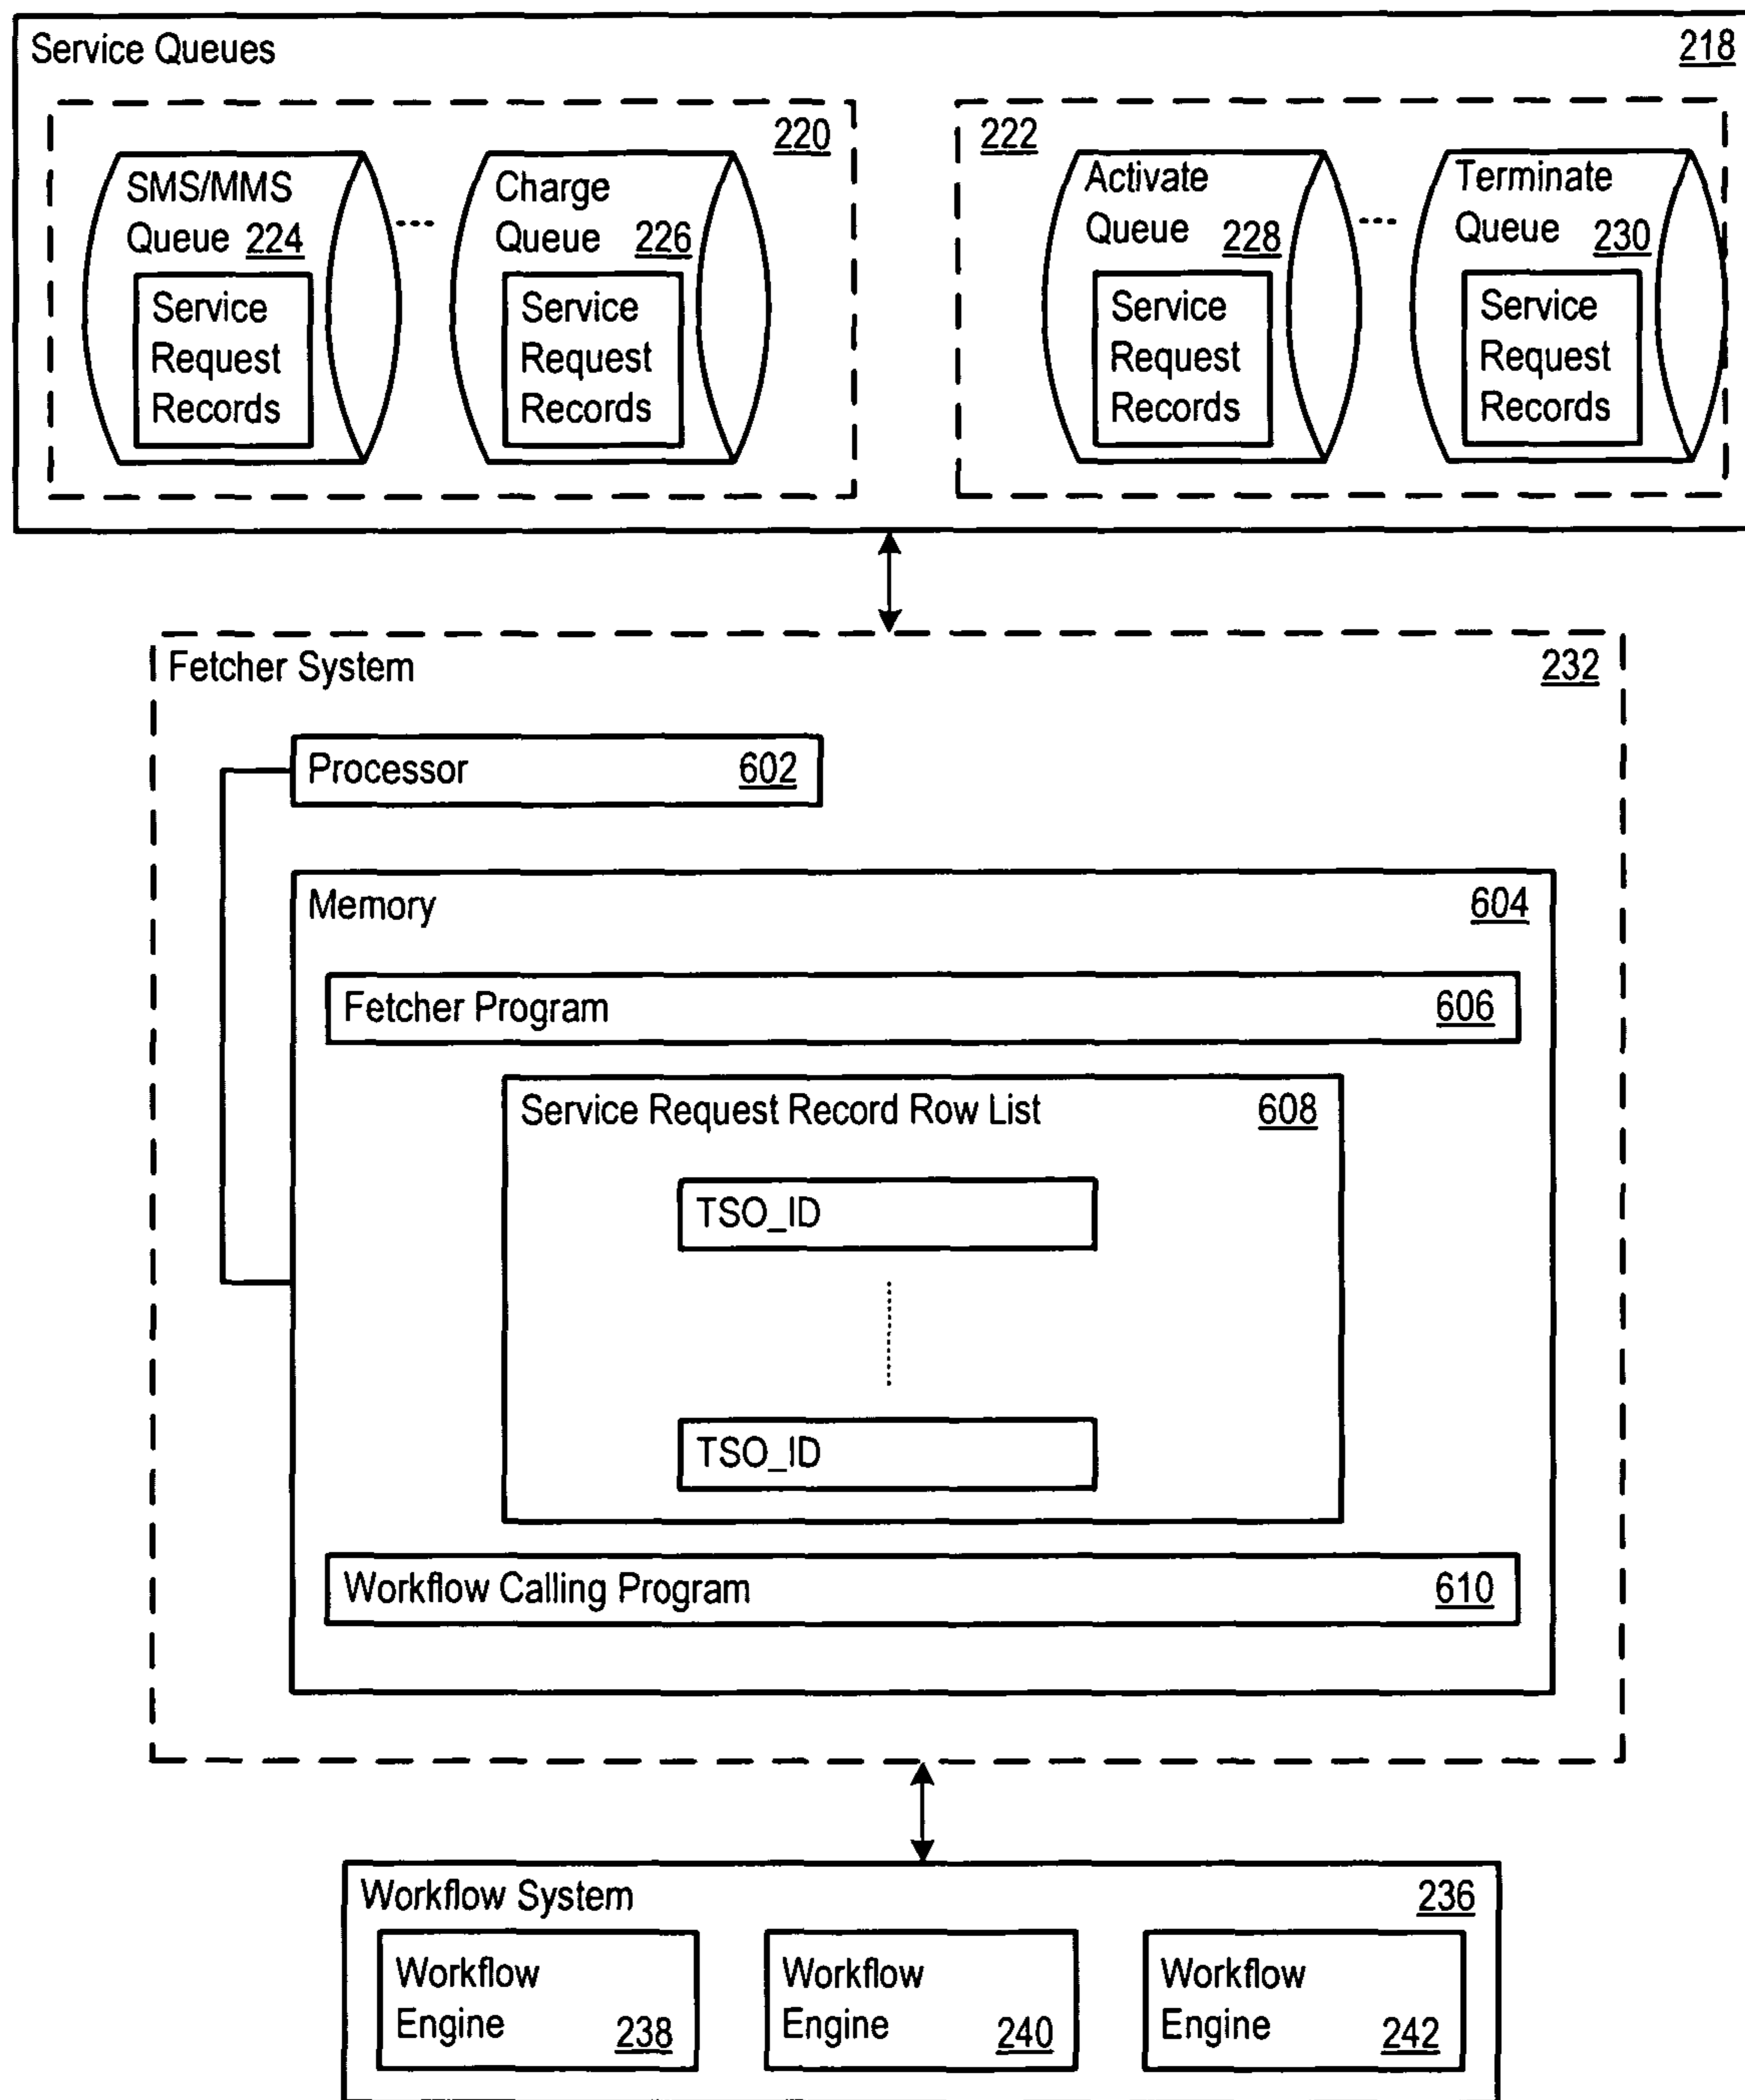 Service Queues 218
220
222
SMS/MMS
Queue 224
....
Charge
Queue 226
Activate
Queue 228
....
Terminate
Queue 230
Service
Request
Records
Service
Request
Records
Service
Request
Records
Service
Request
Records
Fetcher System 232
Processor 602
Memory 604
Fetcher Program 606
Service Request Record Row List 608
TSO_ID
TSO_ID
Workflow Calling Program 610
Workflow System 236
Workflow
Engine 238
Workflow
Engine 240
Workflow
Engine 242